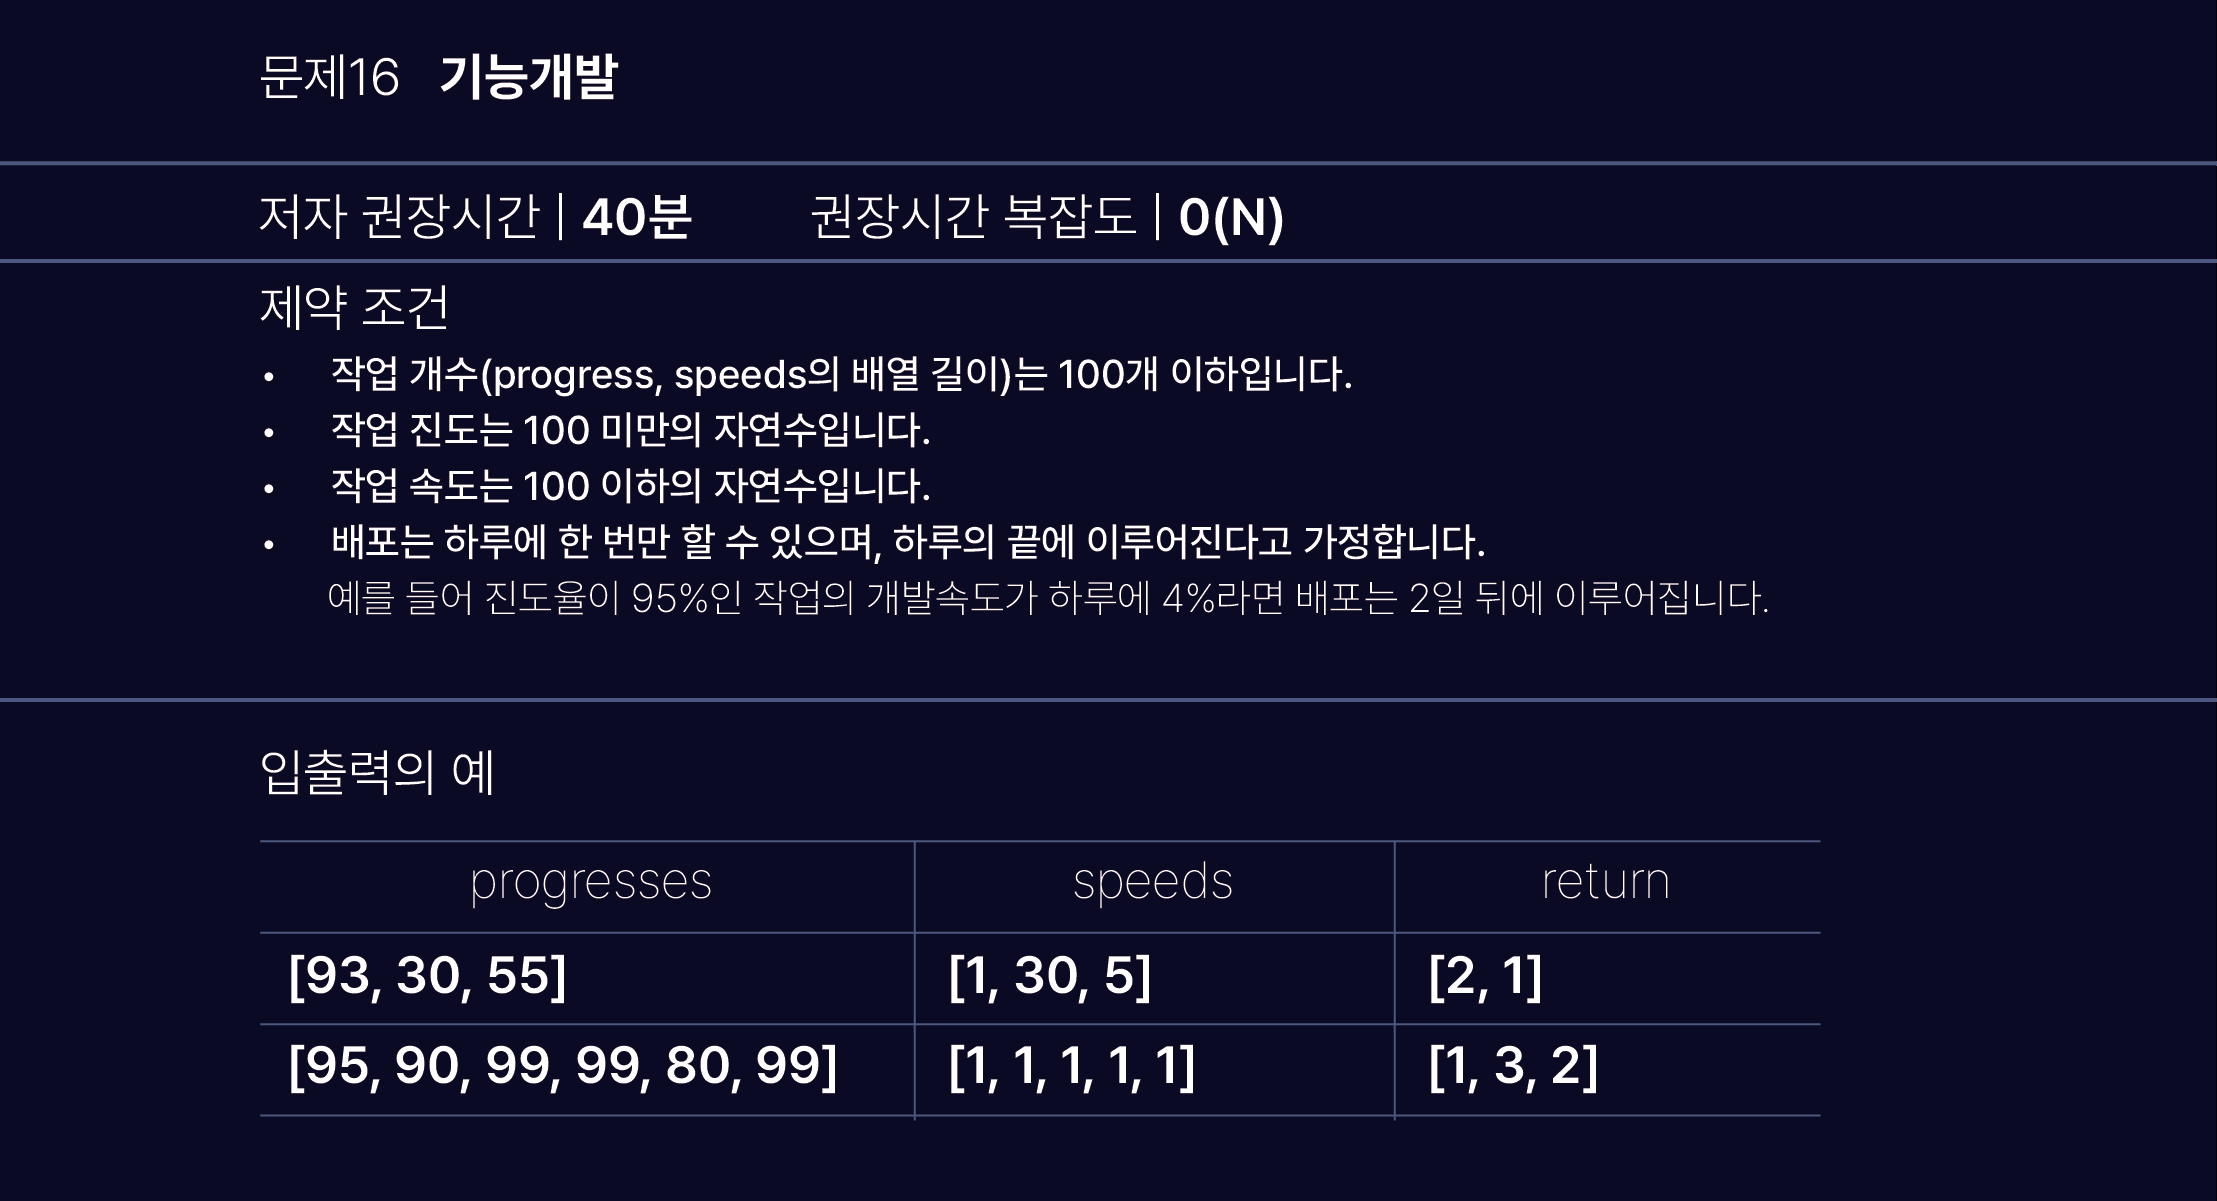 문제16 기능개발
저자 권장시간 | 40분 권장시간 복잡도 | 0(N)
제약 조건
• 작업 개수(progress, speeds의 배열 길이)는 100개 이하입니다.
• 작업 진도는 100 미만의 자연수입니다.
• 작업 속도는 100 이하의 자연수입니다.
• 배포는 하루에 한 번만 할 수 있으며, 하루의 끝에 이루어진다고 가정합니다.
예를 들어 진도율이 95%인 작업의 개발속도가 하루에 4%라면 배포는 2일 뒤에 이루어집니다.
입출력의 예
progresses speeds return
[93, 30, 55] [1, 30, 5] [2, 1]
[95, 90, 99, 99, 80, 99] [1, 1, 1, 1, 1] [1, 3, 2]